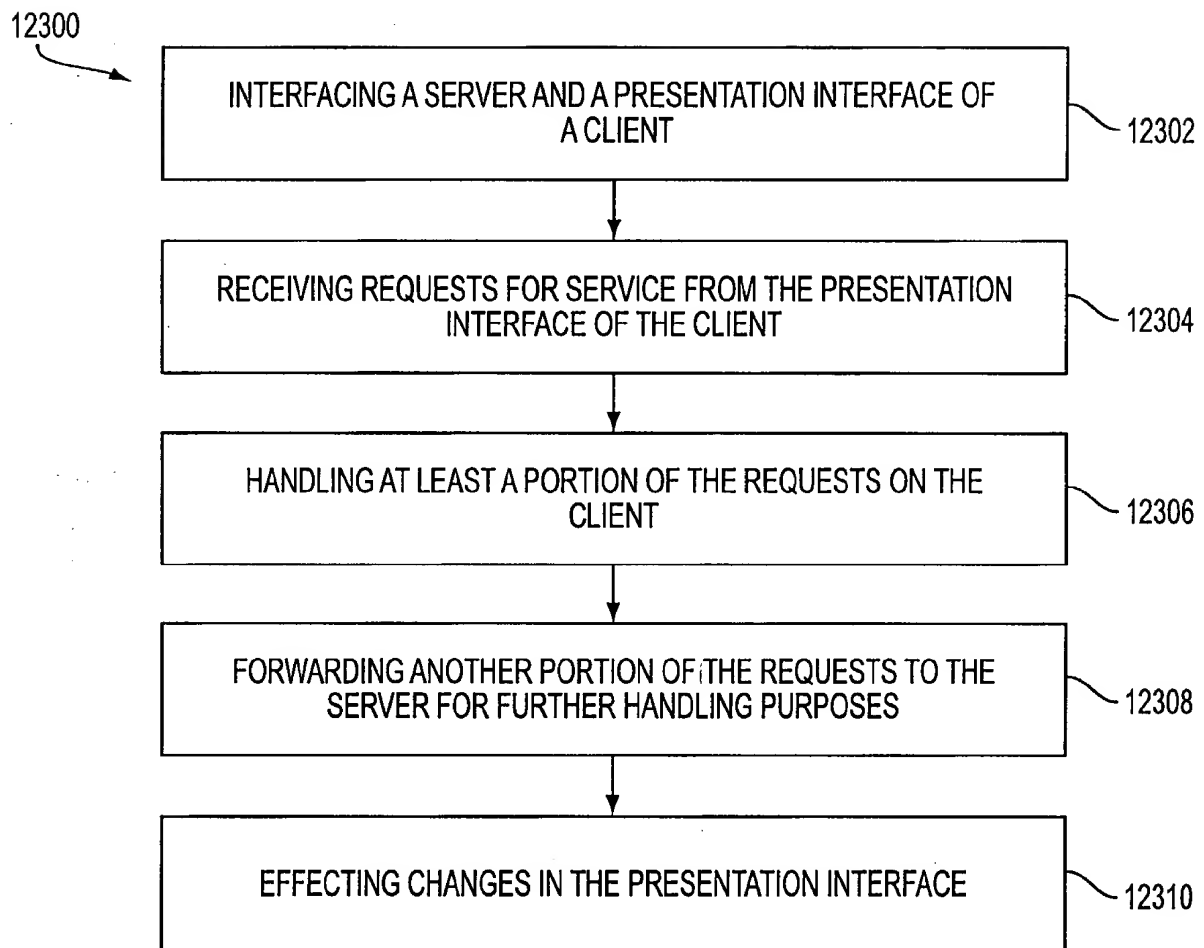 12300
INTERFACING A SERVER AND A PRESENTATION INTERFACE OF
A CLIENT
12302
RECEIVING REQUESTS FOR SERVICE FROM THE PRESENTATION
INTERFACE OF THE CLIENT
12304
HANDLING AT LEAST A PORTION OF THE REQUESTS ON THE
CLIENT
12306
FORWARDING ANOTHER PORTION OF THE REQUESTS TO THE
SERVER FOR FURTHER HANDLING PURPOSES
12308
EFFECTING CHANGES IN THE PRESENTATION INTERFACE
12310